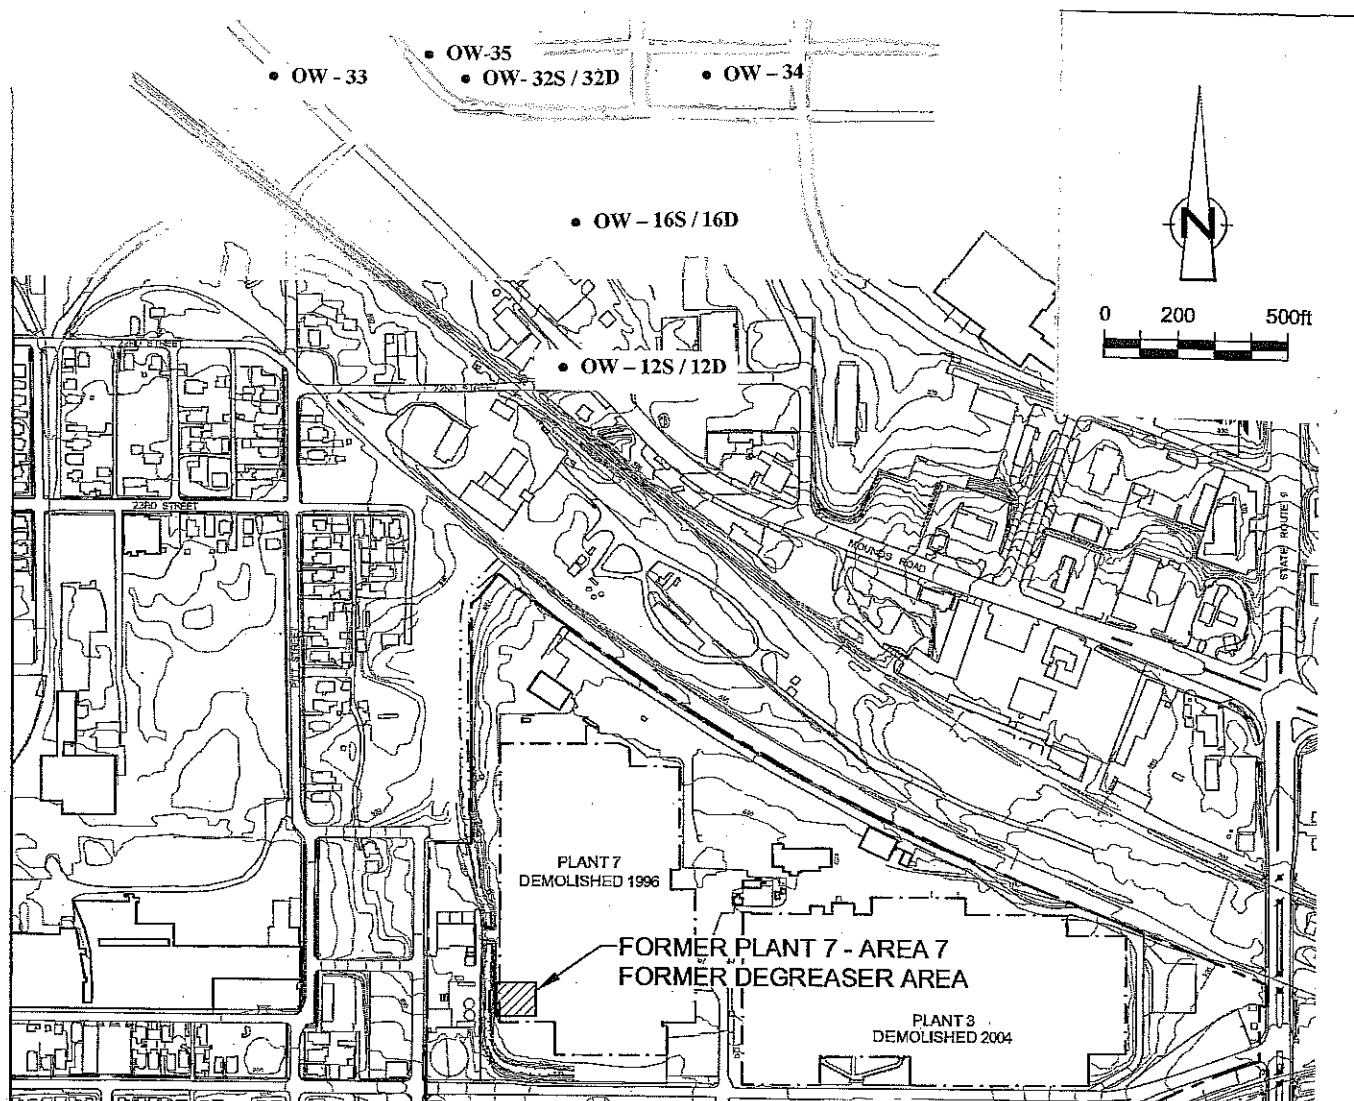 OW-35
OW - 33
OW- 32S / 32D
OW – 34
OW – 16S / 16D
N
0 200 500ft
OW – 12S / 12D
22ND STREET
23RD STREET
MOUNDS ROAD
STATE ROUTE 9
STREET
PLANT 7
DEMOLISHED 1996
FORMER PLANT 7 - AREA 7
FORMER DEGREASER AREA
PLANT 3
DEMOLISHED 2004